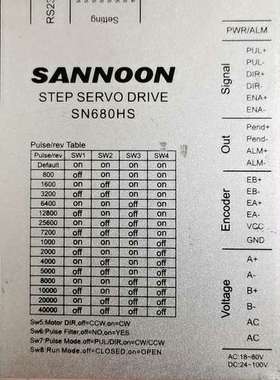 RS23
SANNOON
STEP SERVO DRIVE
SN680HS
Pulse/rev Table
Pulse/rev SW1 SW2 SW3 SW4
Default on on on on
800 off on on on
1600 on off on on
3200 off off on on
6400 on on off on
12800 off on off on
25600 on off off on
7200 off off off on
1000 on on on off
2000 off on on off
4000 on off on off
5000 off off on off
8000 on on off off
10000 off on off off
20000 on off off off
40000 off off off off
Sw5:Motor DIR,off=CCW,on=CW
Sw6:Pulse Filter,off=NO,on=YES
Sw7:Pulse Mode,off=PUL/DIR,on=CW/CCW
Sw8:Run Mode,off=CLOSED,on=OPEN
PWR/ALM
Signal
PUL+
PUL-
DIR+
DIR-
ENA+
ENA-
Out
Pend+
Pend-
ALM+
ALM-
Encoder
EB+
EB-
EA+
EA-
VCC
GND
Voltage
A+
A-
B+
B-
AC
AC
AC:18~80V
DC:24~100V